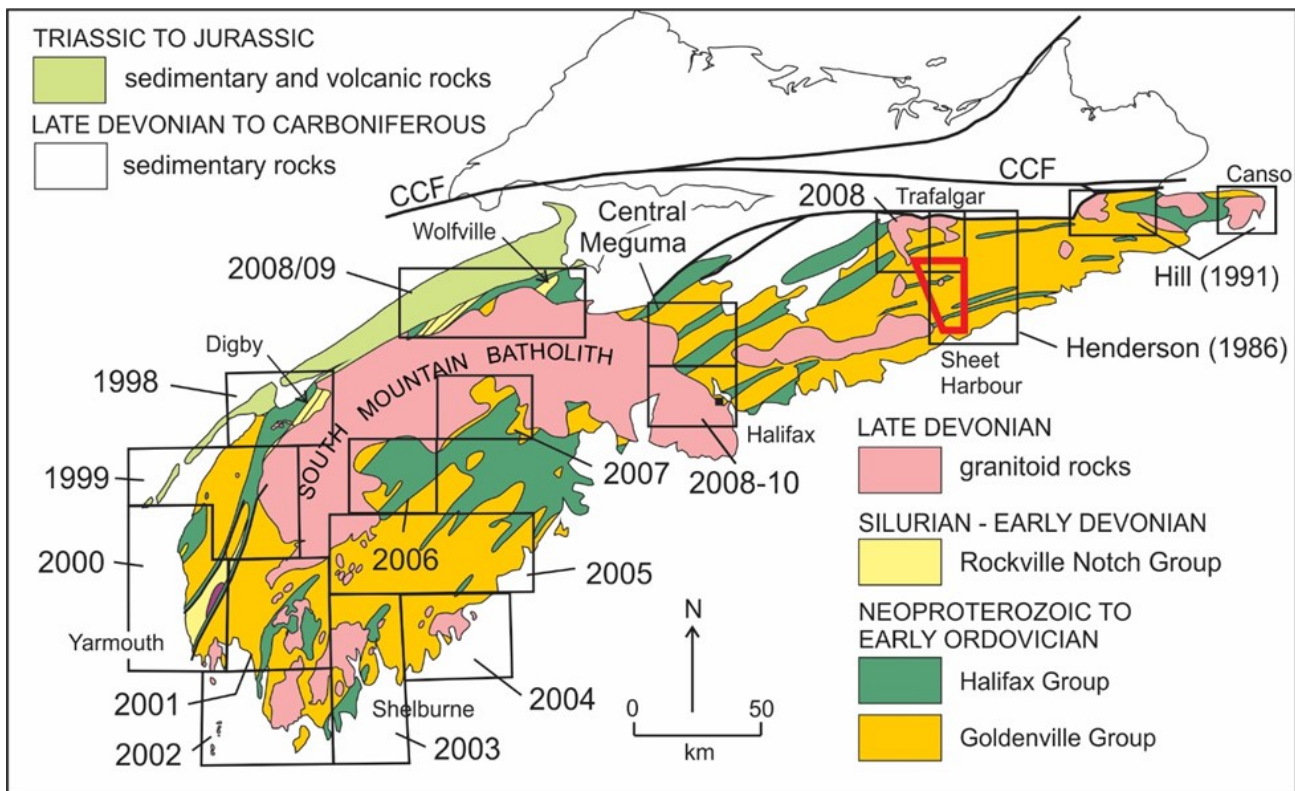 TRIASSIC TO JURASSIC
sedimentary and volcanic rocks
LATE DEVONIAN TO CARBONIFEROUS
sedimentary rocks
CCF
CCF
Canso
2008
Trafalgar
Central
Meguma
Wolfville
2008/09
Hill (1991)
Digby
Henderson (1986)
Sheet
Harbour
1998
SOUTH MOUNTAIN BATHOLITH
Halifax
2007
2008-10
1999
2000
2006
2005
Yarmouth
2001
Shelburne
2004
2002
2003
N
0
50
km
LATE DEVONIAN
granitoid rocks
SILURIAN - EARLY DEVONIAN
Rockville Notch Group
NEOPROTEROZOIC TO
EARLY ORDOVICIAN
Halifax Group
Goldenville Group